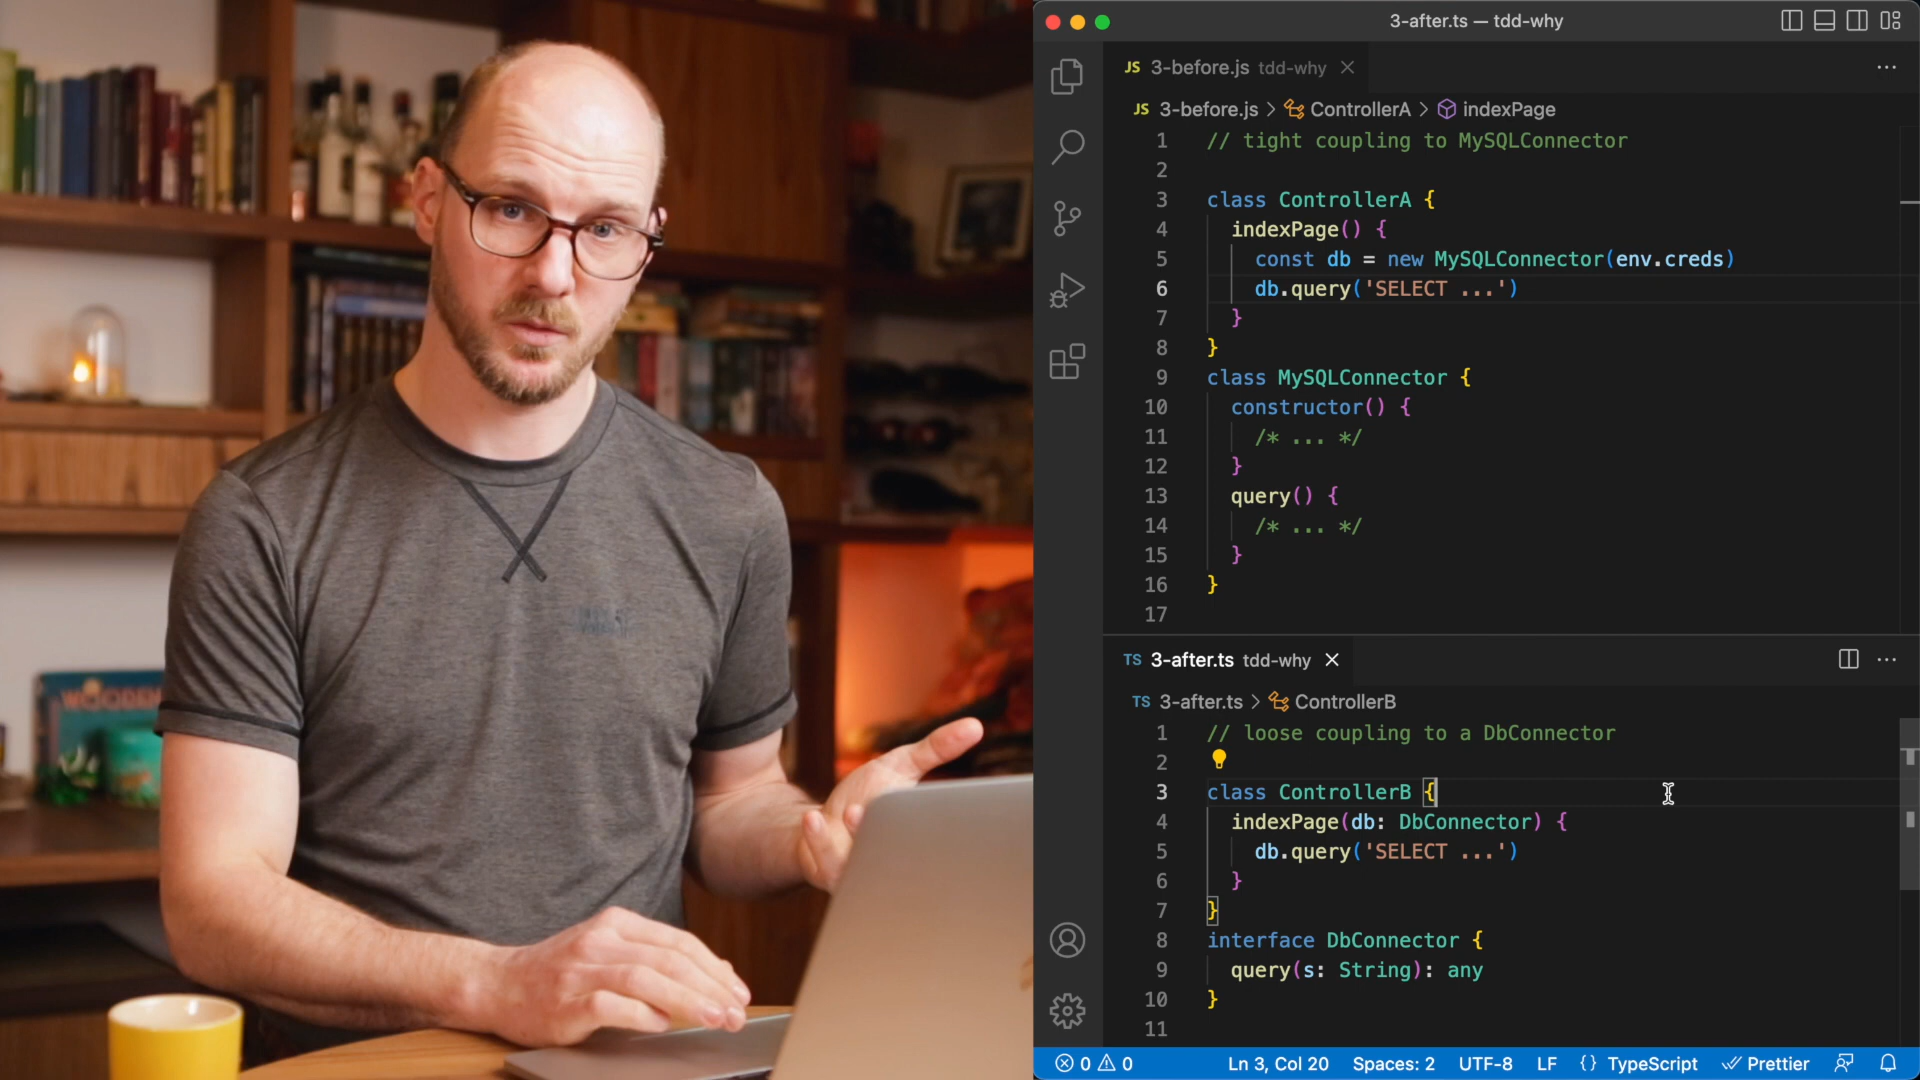 WOODEN
3-after.ts — tdd-why
JS 3-before.js tdd-why
JS 3-before.js > ControllerA > indexPage
1 // tight coupling to MySQLConnector
2
3 class ControllerA {
4 indexPage() {
5 const db = new MySQLConnector(env.creds)
6 db.query('SELECT ...')
7 }
8 }
9 class MySQLConnector {
10 constructor() {
11 /* ... */
12 }
13 query() {
14 /* ... */
15 }
16 }
17
TS 3-after.ts tdd-why
TS 3-after.ts > ControllerB
1 // loose coupling to a DbConnector
2
3 class ControllerB {
4 indexPage(db: DbConnector) {
5 db.query('SELECT ...')
6 }
7 }
8 interface DbConnector {
9 query(s: String): any
10 }
11
0 0 Ln 3, Col 20 Spaces: 2 UTF-8 LF {} TypeScript Prettier